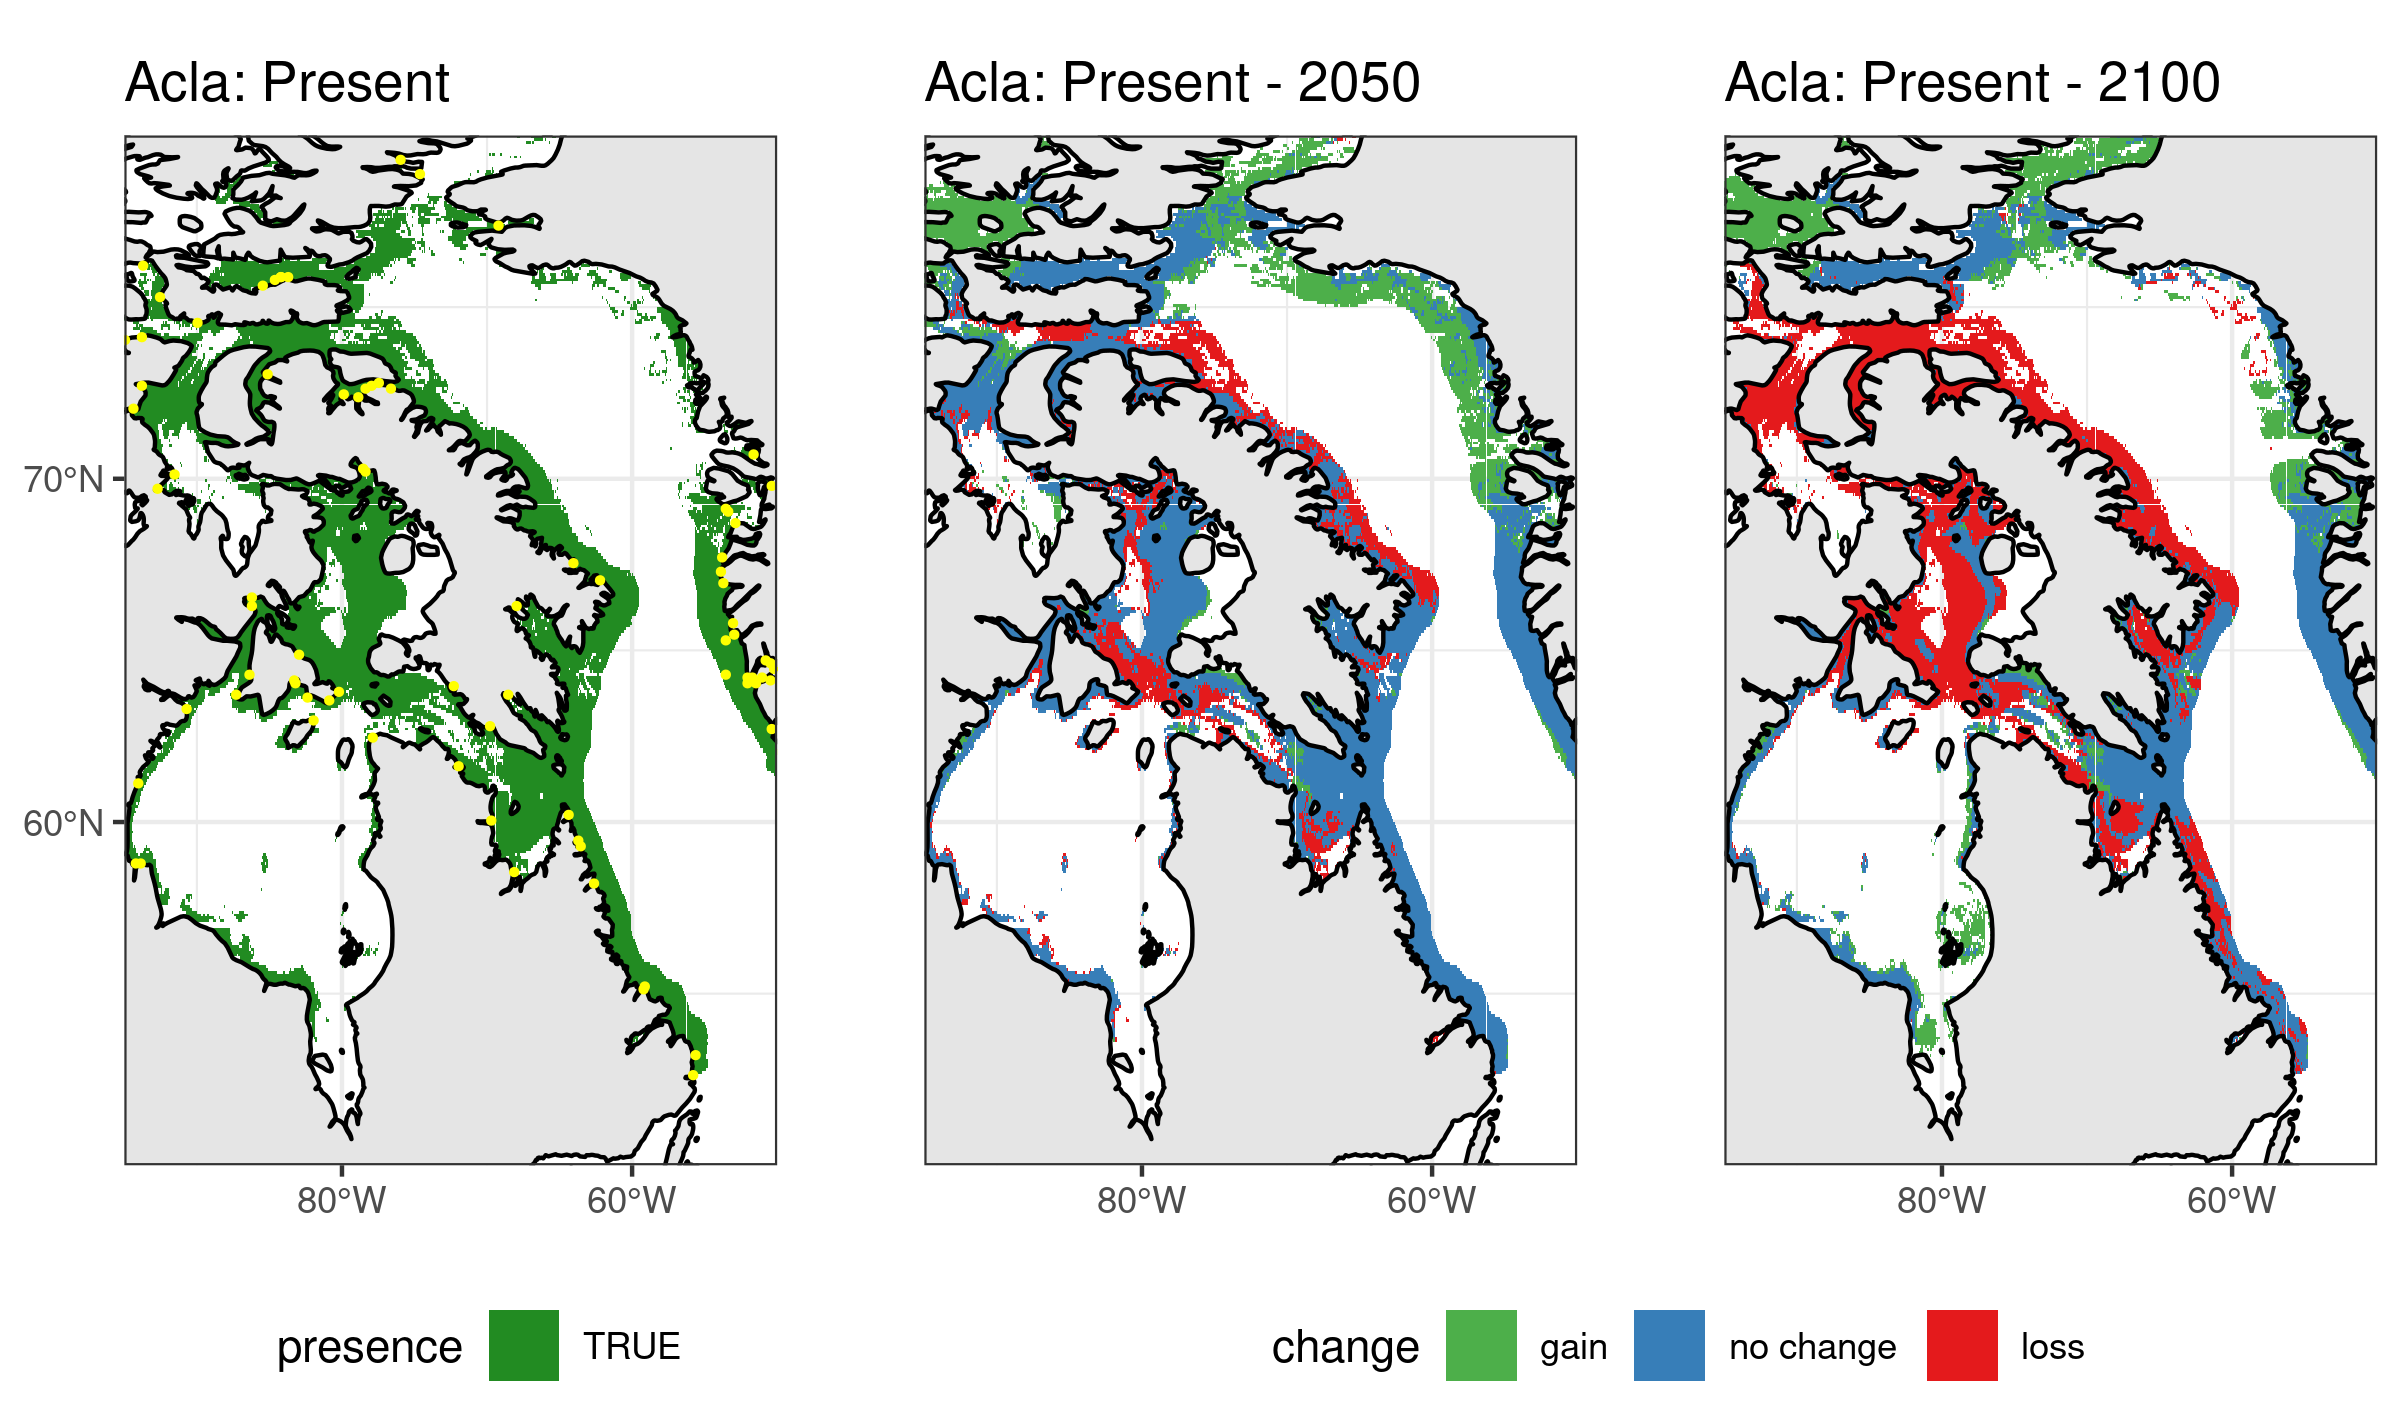 Acla: Present
Acla: Present - 2050
Acla: Present - 2100
70°N
60°N
80°W 60°W
80°W 60°W
80°W 60°W
presence TRUE
change gain no change loss